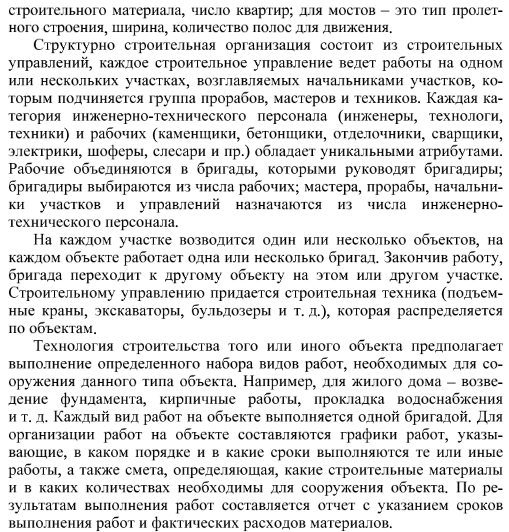 строительного материала, число квартир; для мостов – это тип пролет-
ного строения, ширина, количество полос для движения.
Структурно строительная организация состоит из строительных
управлений, каждое строительное управление ведет работы на одном
или нескольких участках, возглавляемых начальниками участков, ко-
торым подчиняется группа прорабов, мастеров и техников. Каждая ка-
тегория инженерно-технического персонала (инженеры, технологи,
техники) и рабочих (каменщики, бетонщики, отделочники, сварщики,
электрики, шоферы, слесари и пр.) обладает уникальными атрибутами.
Рабочие объединяются в бригады, которыми руководят бригадиры;
бригадиры выбираются из числа рабочих; мастера, прорабы, начальни-
ки участков и управлений назначаются из числа инженерно-
технического персонала.
На каждом участке возводится один или несколько объектов, на
каждом объекте работает одна или несколько бригад. Закончив работу,
бригада переходит к другому объекту на этом или другом участке.
Строительному управлению придается строительная техника (подъем-
ные краны, экскаваторы, бульдозеры и т. д.), которая распределяется
по объектам.
Технология строительства того или иного объекта предполагает
выполнение определенного набора видов работ, необходимых для со-
оружения данного типа объекта. Например, для жилого дома – возве-
дение фундамента, кирпичные работы, прокладка водоснабжения
и т. д. Каждый вид работ на объекте выполняется одной бригадой. Для
организации работ на объекте составляются графики работ, указы-
вающие, в каком порядке и в какие сроки выполняются те или иные
работы, а также смета, определяющая, какие строительные материалы
и в каких количествах необходимы для сооружения объекта. По ре-
зультатам выполнения работ составляется отчет с указанием сроков
выполнения работ и фактических расходов материалов.